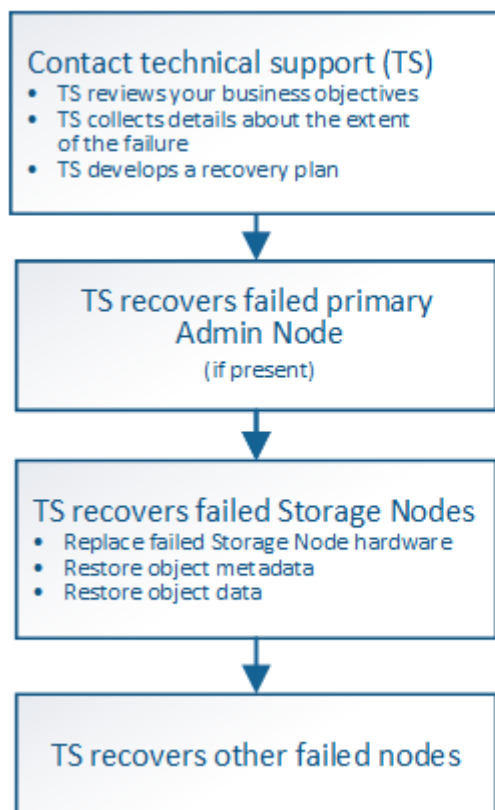 Contact technical support (TS)
• TS reviews your business objectives
• TS collects details about the extent
of the failure
• TS develops a recovery plan
TS recovers failed primary
Admin Node
(if present)
TS recovers failed Storage Nodes
• Replace failed Storage Node hardware
• Restore object metadata
• Restore object data
TS recovers other failed nodes